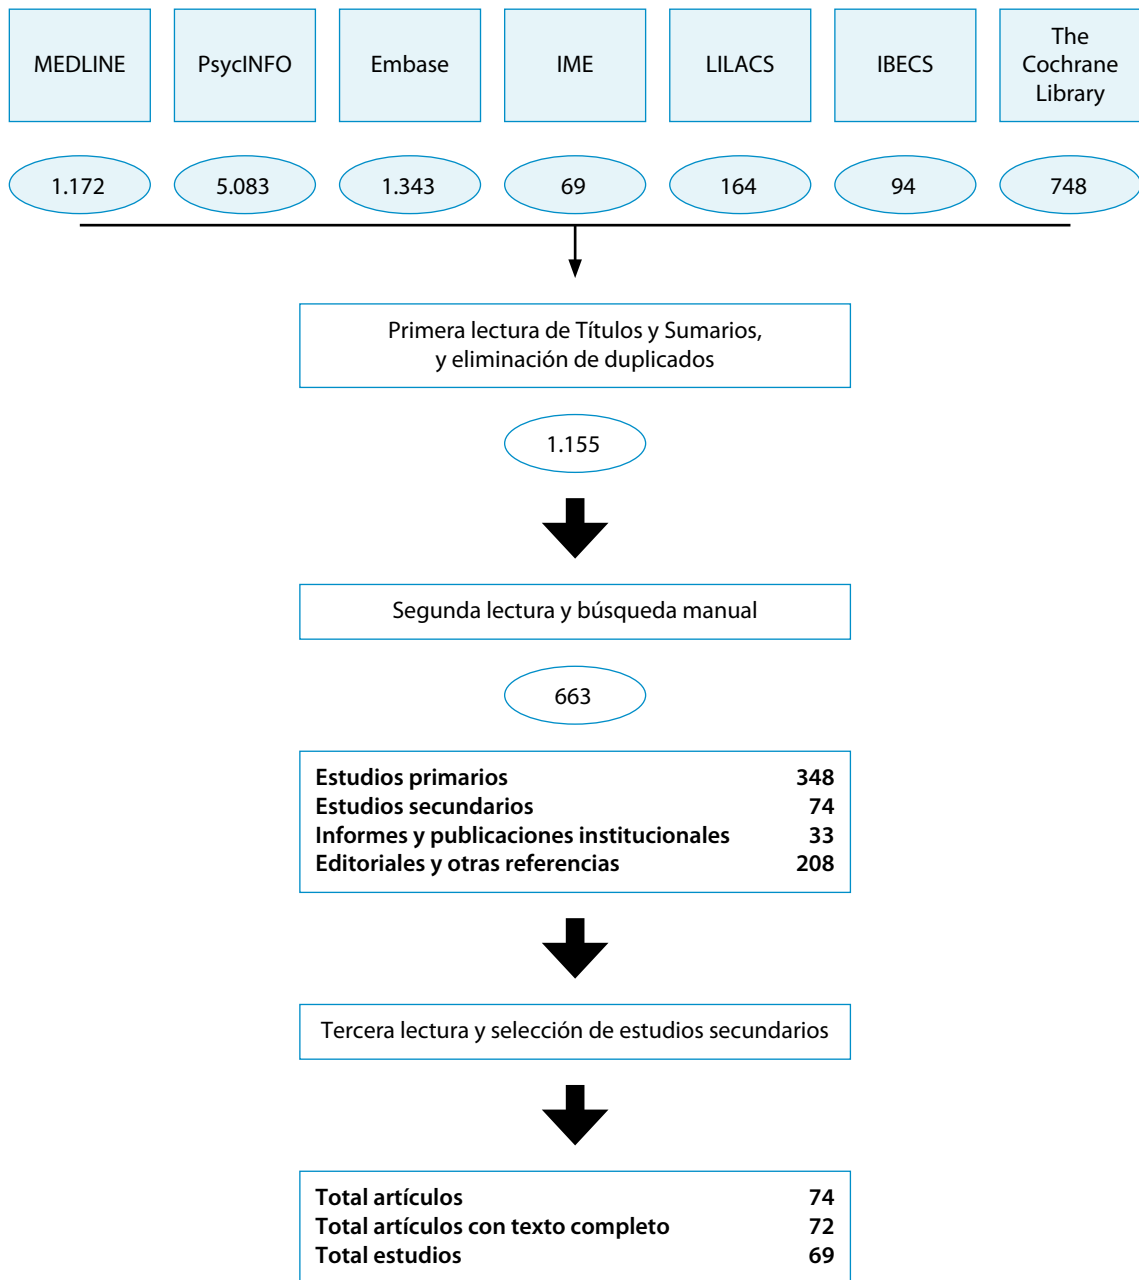 MEDLINE
PsycINFO
Embase
IME
LILACS
IBECS
The
Cochrane
Library
1.172
5.083
1.343
69
164
94
748
Primera lectura de Títulos y Sumarios,
y eliminación de duplicados
1.155
Segunda lectura y búsqueda manual
663
Estudios primarios 348
Estudios secundarios 74
Informes y publicaciones institucionales 33
Editoriales y otras referencias 208
Tercera lectura y selección de estudios secundarios
Total artículos 74
Total artículos con texto completo 72
Total estudios 69